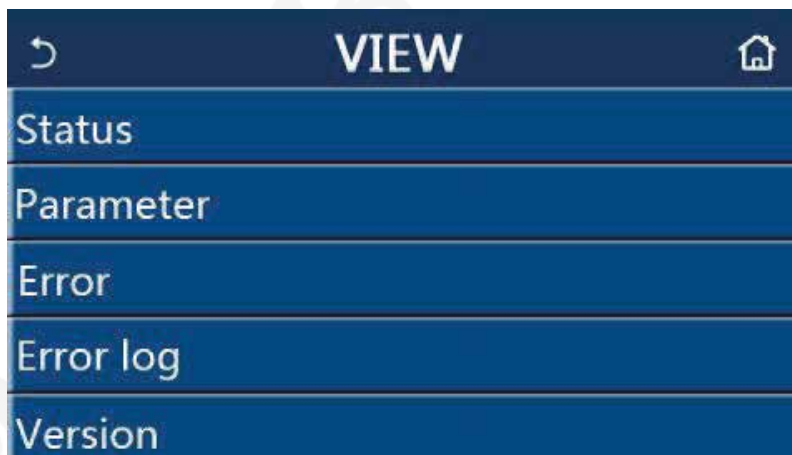 VIEW
Status
Parameter
Error
Error log
Version